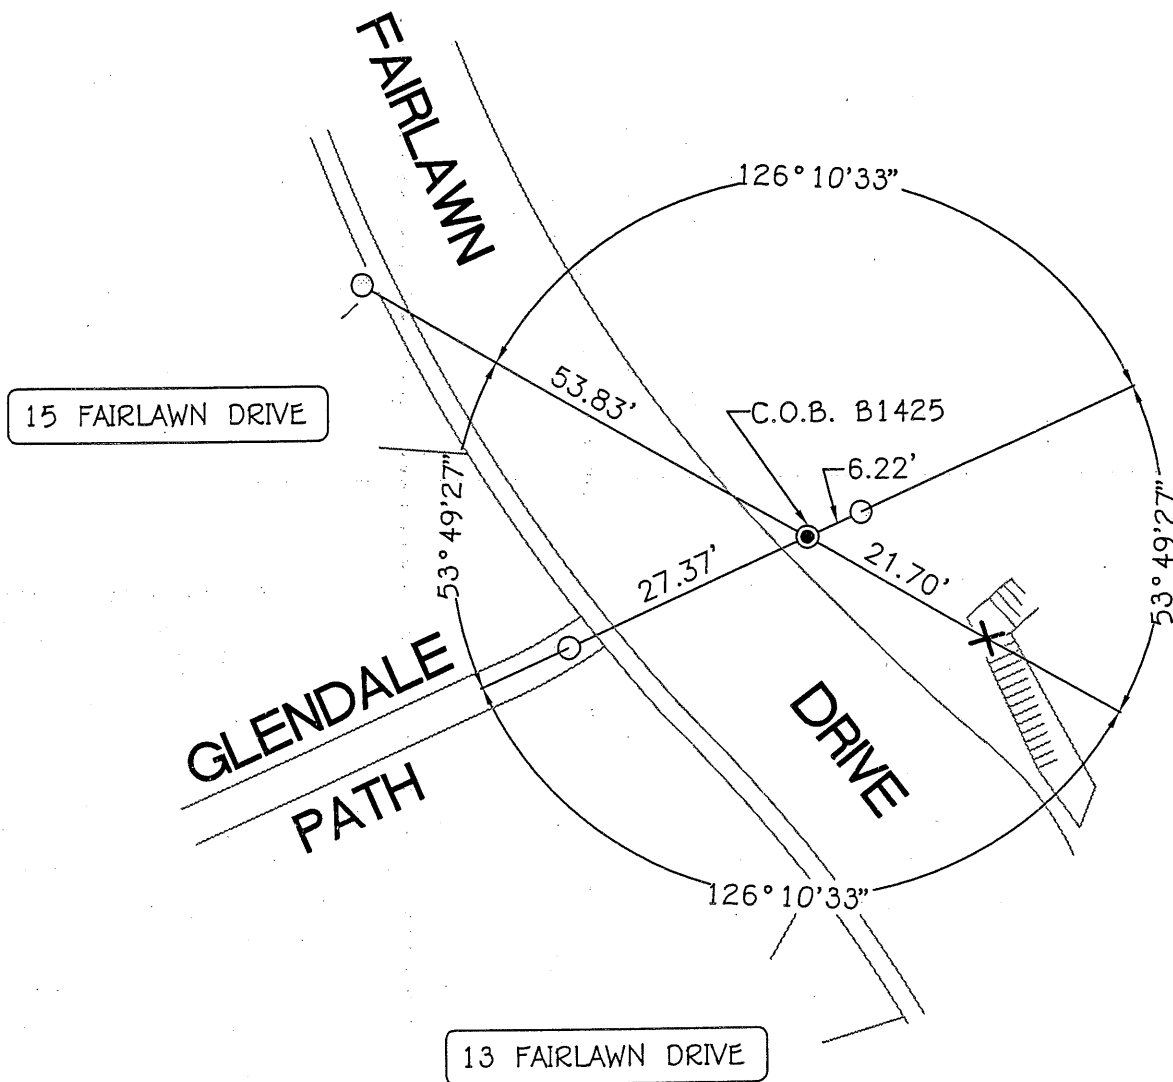 FAIRLAWN
126° 10'33"
15 FAIRLAWN DRIVE
53.83'
C.O.B. B1425
6.22'
53° 49'27"
27.37'
21.70'
53° 49'27"
GLENDALE
PATH
DRIVE
126° 10'33"
13 FAIRLAWN DRIVE